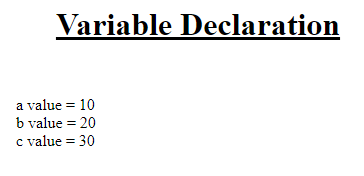 Variable Declaration
a value = 10
b value = 20
c value = 30